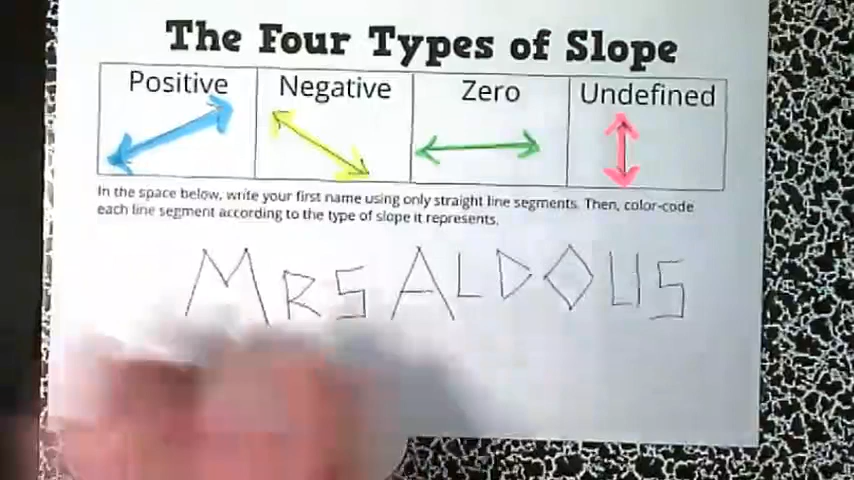 The Four Types of Slope
Positive Negative Zero Undefined
In the space below, write your first name using only straight line segments. Then, color-code
each line segment according to the type of slope it represents.
MRS ALDOUS